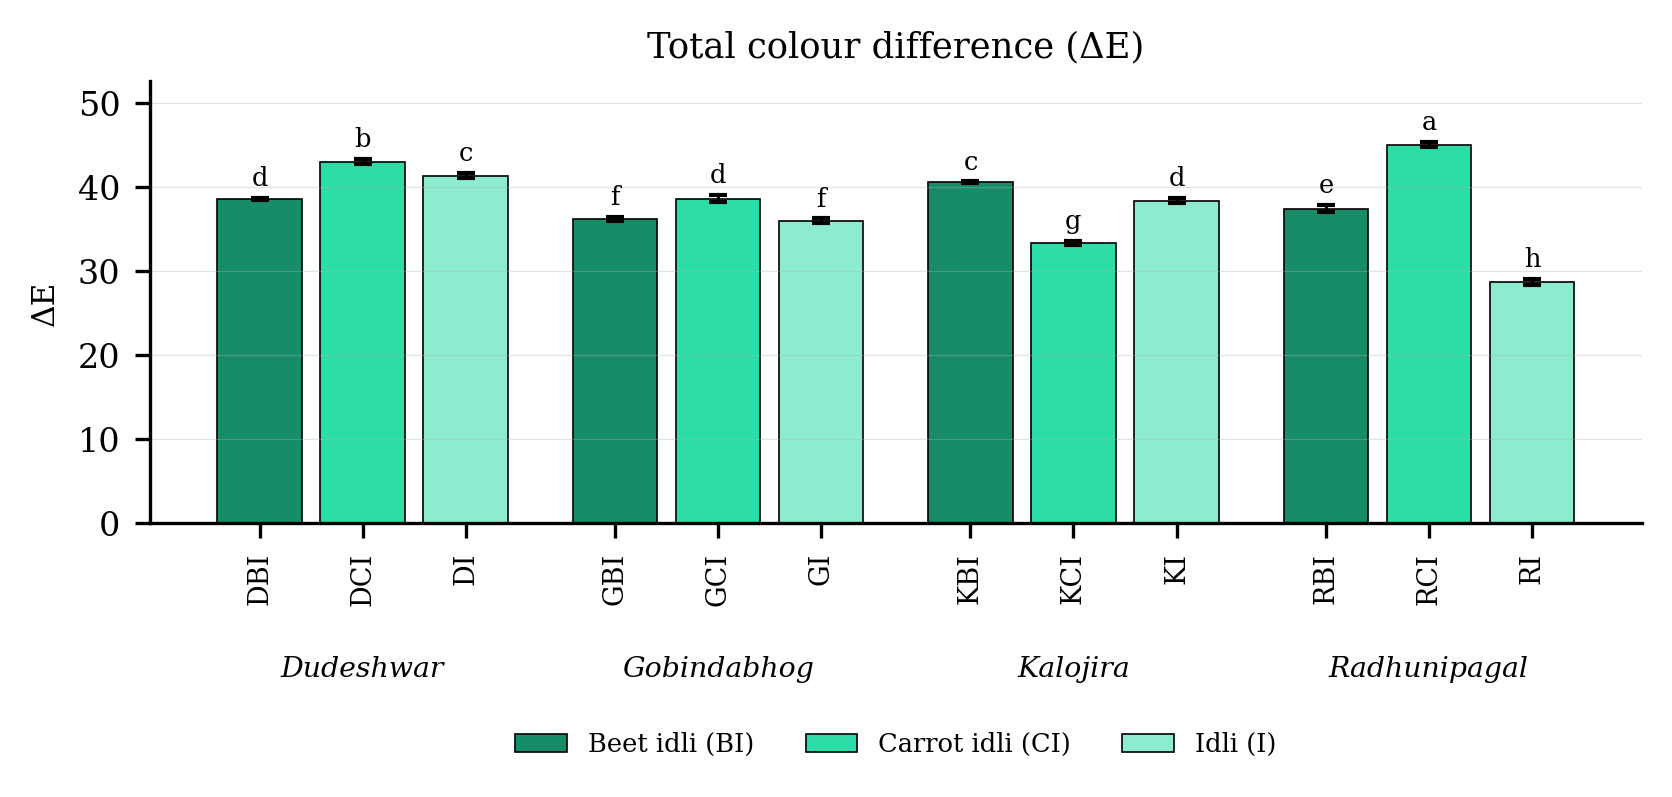 Total colour difference (ΔE)
ΔE
50
40
30
20
10
0
d
b
c
f
d
f
c
g
d
e
a
h
DBI
DCI
DI
GBI
GCI
GI
KBI
KCI
KI
RBI
RCI
RI
Dudeshwar
Gobindabhog
Kalojira
Radhunipagal
Beet idli (BI)
Carrot idli (CI)
Idli (I)